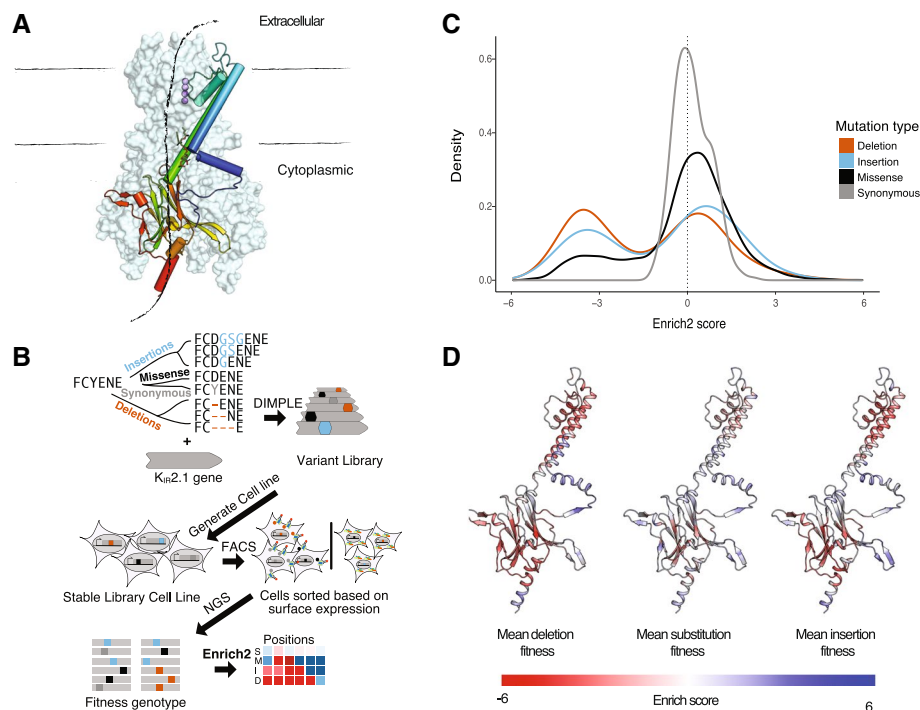 A
Extracellular
Cytoplasmic
B
FCYENE
Insertions
Missense
Synonymous
Deletions
FCDGSGENE
FCDGSENE
FCDGENE
FCDENE
FCYENE
FC-ENE
FC--NE
FC---E
DIMPLE
+
KIR2.1 gene
Variant Library
Generate Cell line
FACS
Stable Library Cell Line
Cells sorted based on
surface expression
NGS
Fitness genotype
Enrich2
Positions
S
M
I
D
C
Density
0.6
0.4
0.2
0.0
-6
-3
0
3
6
Enrich2 score
Mutation type
Deletion
Insertion
Missense
Synonymous
D
Mean deletion
fitness
Mean substitution
fitness
Mean insertion
fitness
-6
Enrich score
6